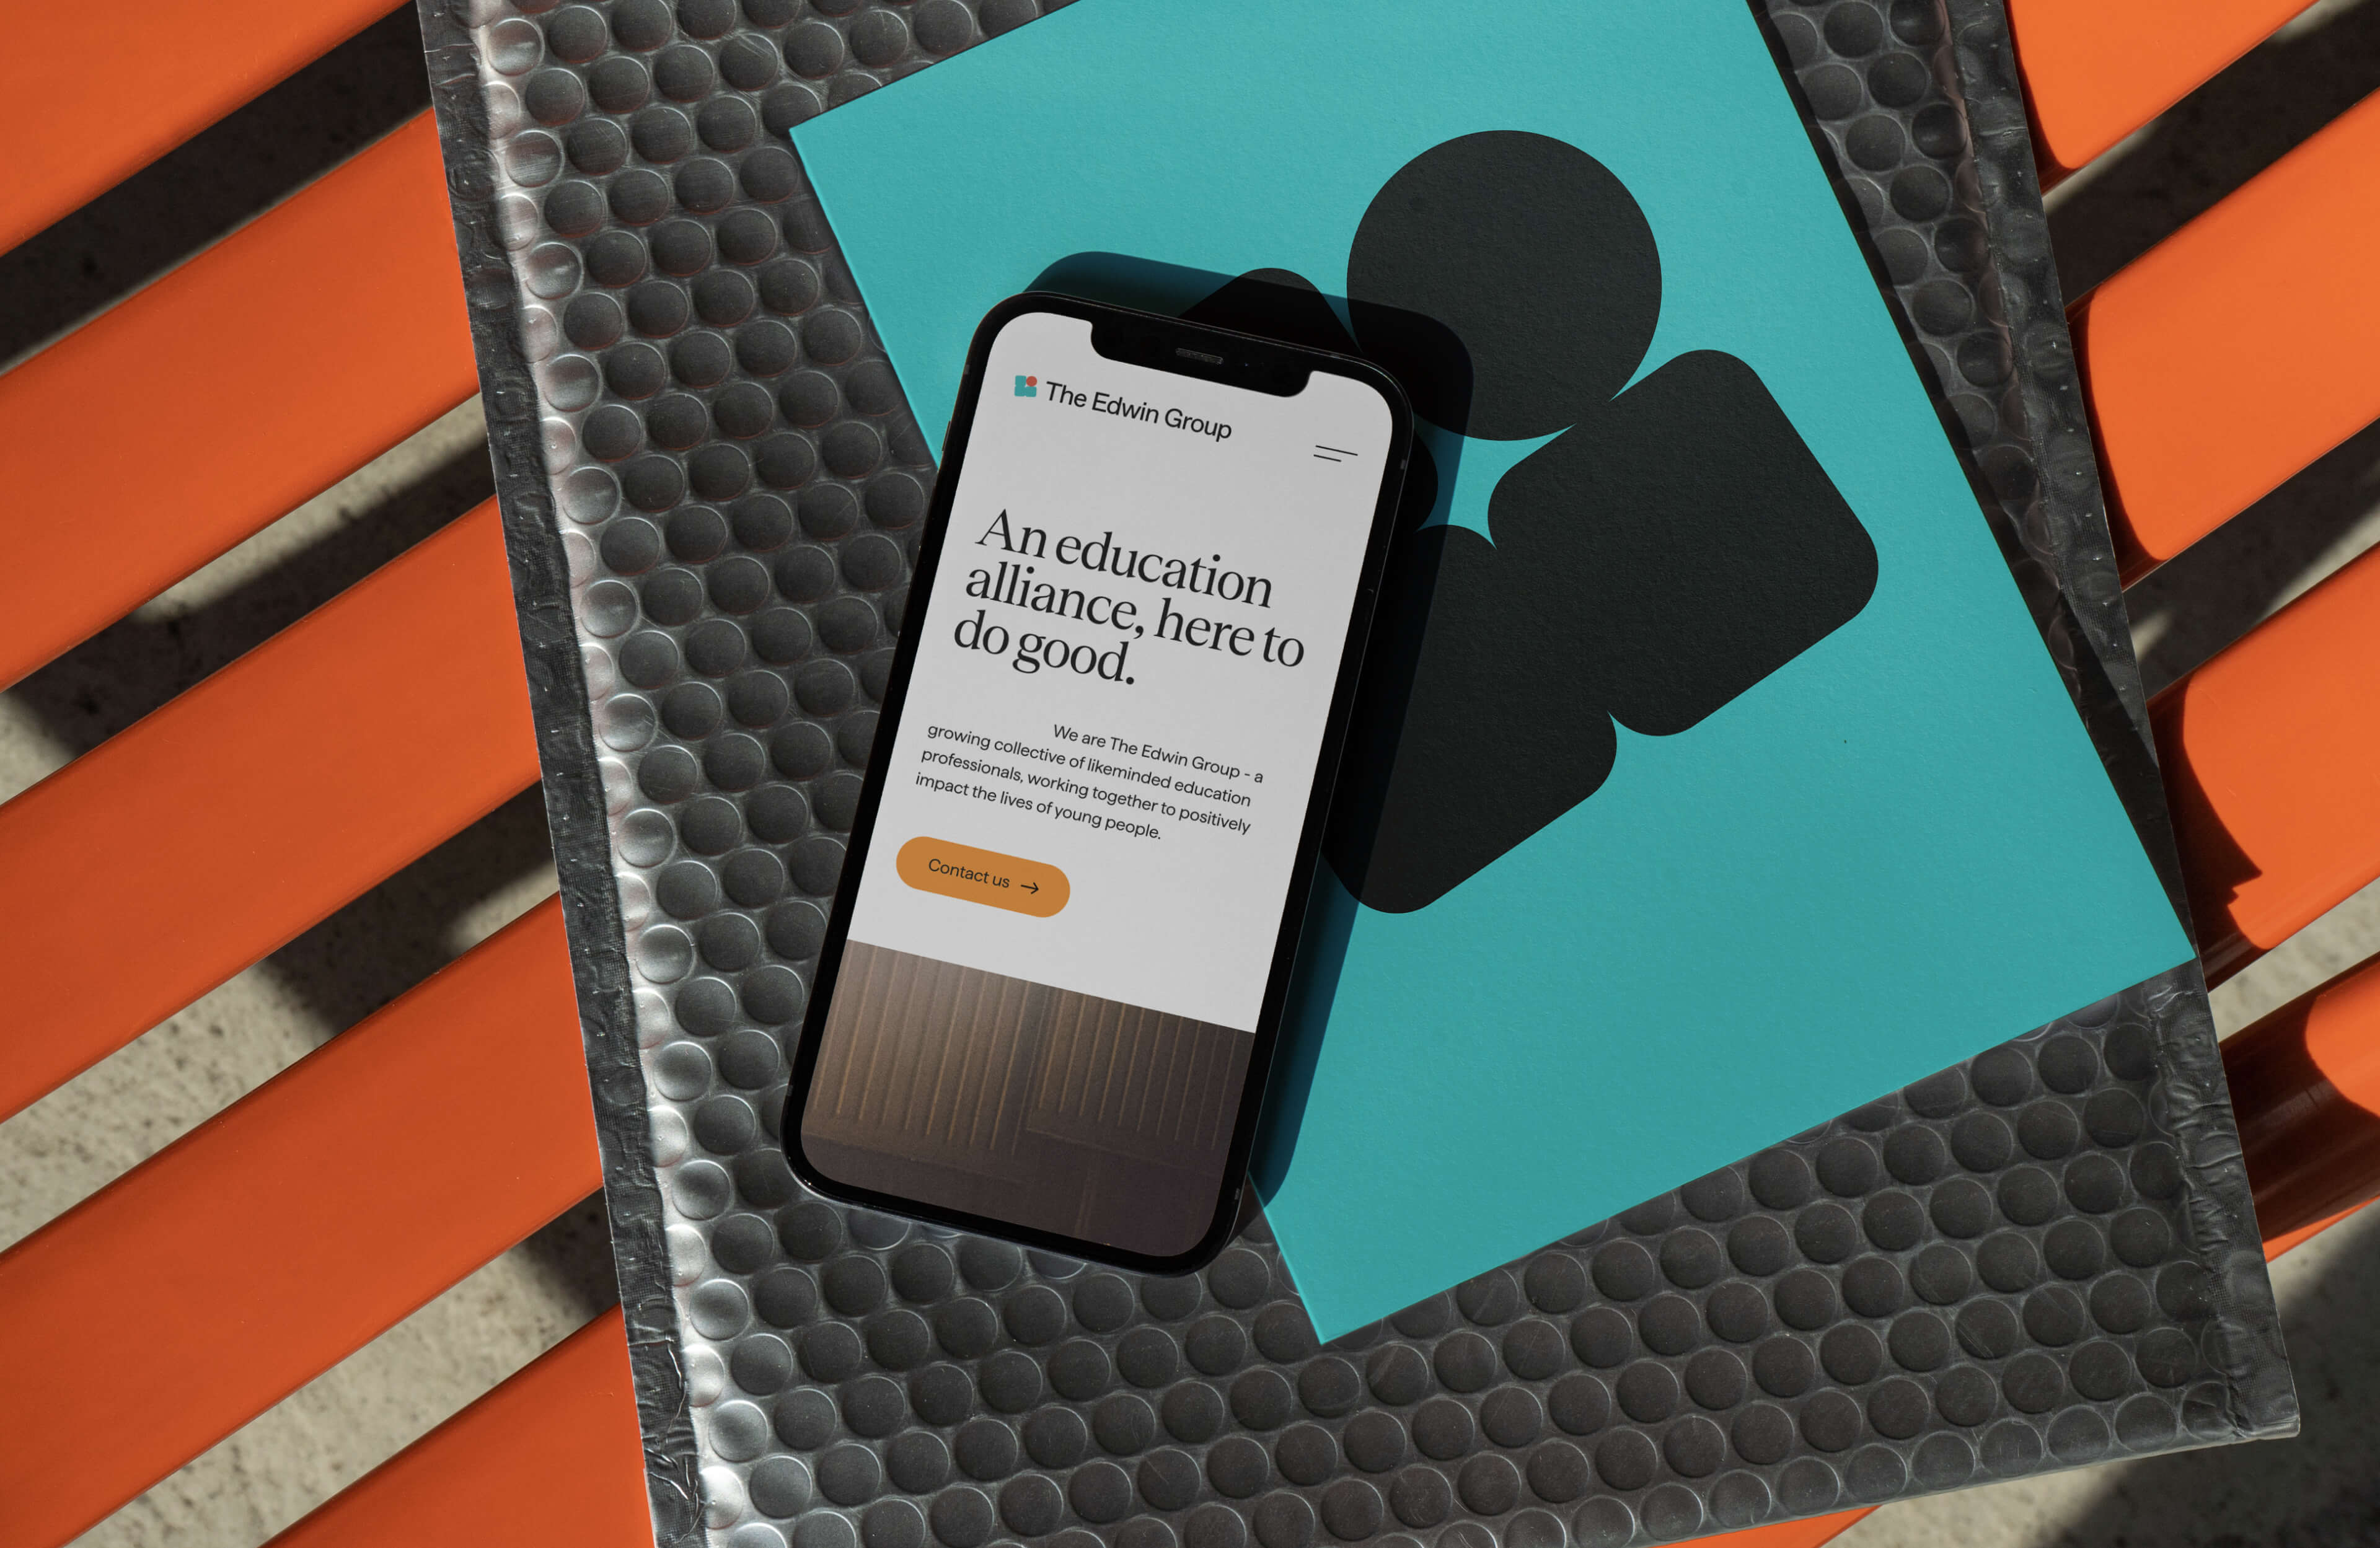 The Edwin Group
An education
alliance, here to
do good.
We are The Edwin Group - a
growing collective of likeminded education
professionals, working together to positively
impact the lives of young people.
Contact us →